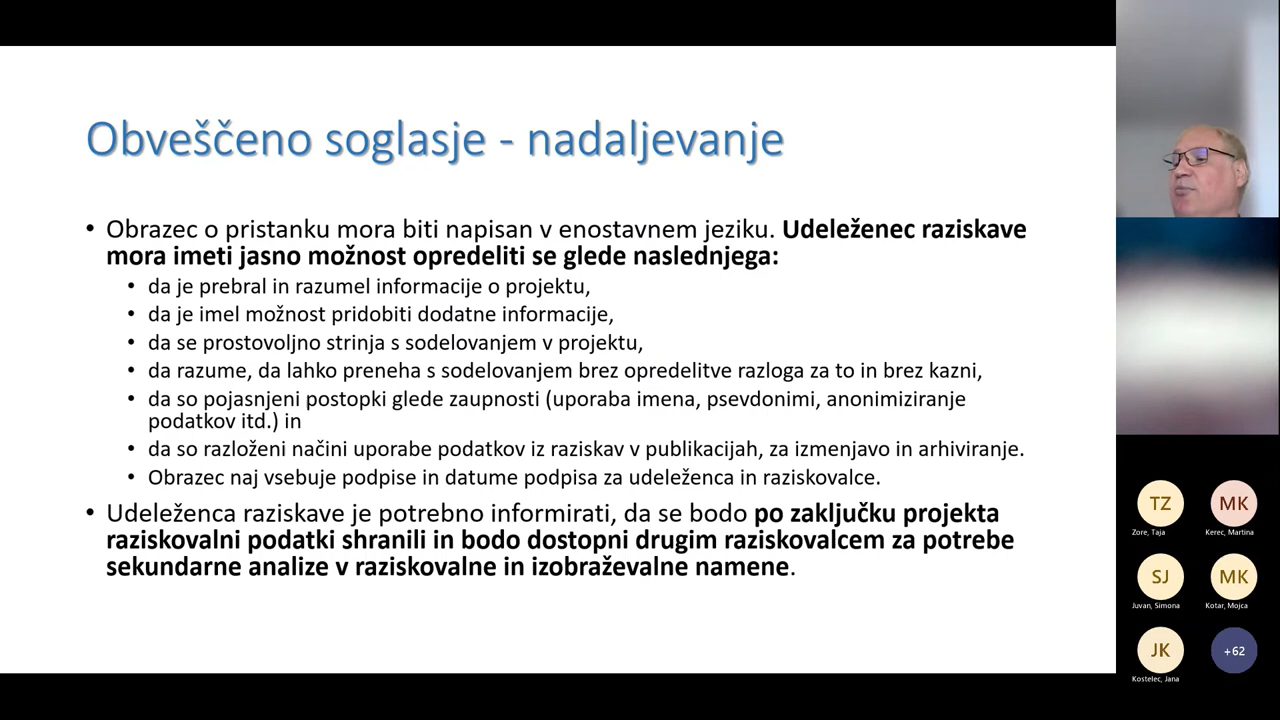 Obveščeno soglasje - nadaljevanje
• Obrazec o pristanku mora biti napisan v enostavnem jeziku. Udeleženec raziskave
mora imeti jasno možnost opredeliti se glede naslednjega:
• da je prebral in razumel informacije o projektu,
• da je imel možnost pridobiti dodatne informacije,
• da se prostovoljno strinja s sodelovanjem v projektu,
• da razume, da lahko preneha s sodelovanjem brez opredelitve razloga za to in brez kazni,
• da so pojasnjeni postopki glede zaupnosti (uporaba imena, psevdonimi, anonimiziranje
podatkov itd.) in
• da so razloženi načini uporabe podatkov iz raziskav v publikacijah, za izmenjavo in arhiviranje.
• Obrazec naj vsebuje podpise in datume podpisa za udeleženca in raziskovalce.
• Udeleženca raziskave je potrebno informirati, da se bodo po zaključku projekta
raziskovalni podatki shranili in bodo dostopni drugim raziskovalcem za potrebe
sekundarne analize v raziskovalne in izobraževalne namene.
TZ
MK
Zore, Taja
Kerec, Martina
SJ
MK
Juvan, Simona
Kotar, Mojca
JK
+62
Kostelec, Jana